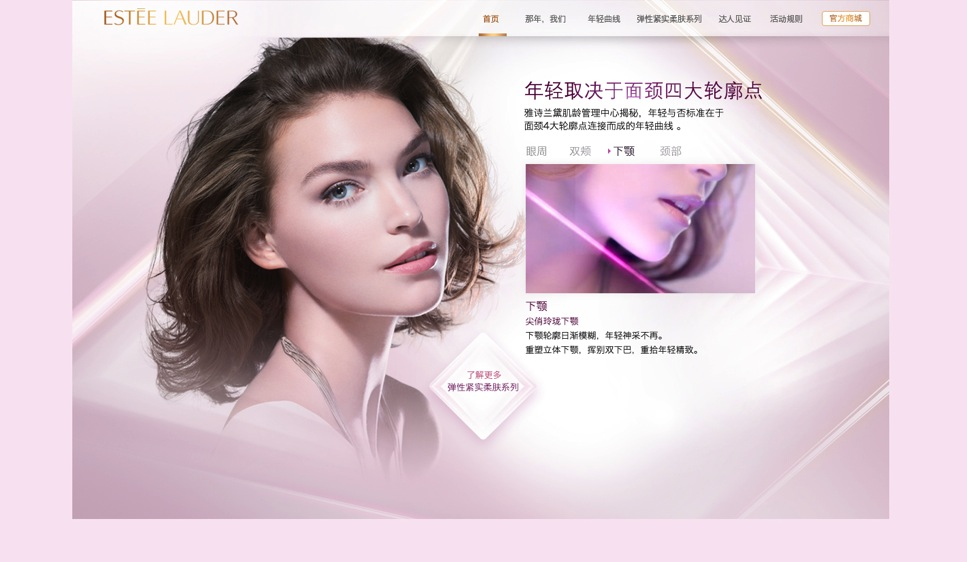 ESTĒE LAUDER
首页
那年，我们
年轻曲线
弹性紧实柔肤系列
达人见证
活动规则
官方商城
年轻取决于面颈四大轮廓点
雅诗兰黛肌龄管理中心揭秘，年轻与否标准在于
面颈4大轮廓点连接而成的年轻曲线 。
眼周
双颊
下颚
颈部
下颚
尖俏玲珑下颚
下颚轮廓日渐模糊，年轻神采不再。
重塑立体下颚，挥别双下巴，重拾年轻精致。
了解更多
弹性紧实柔肤系列